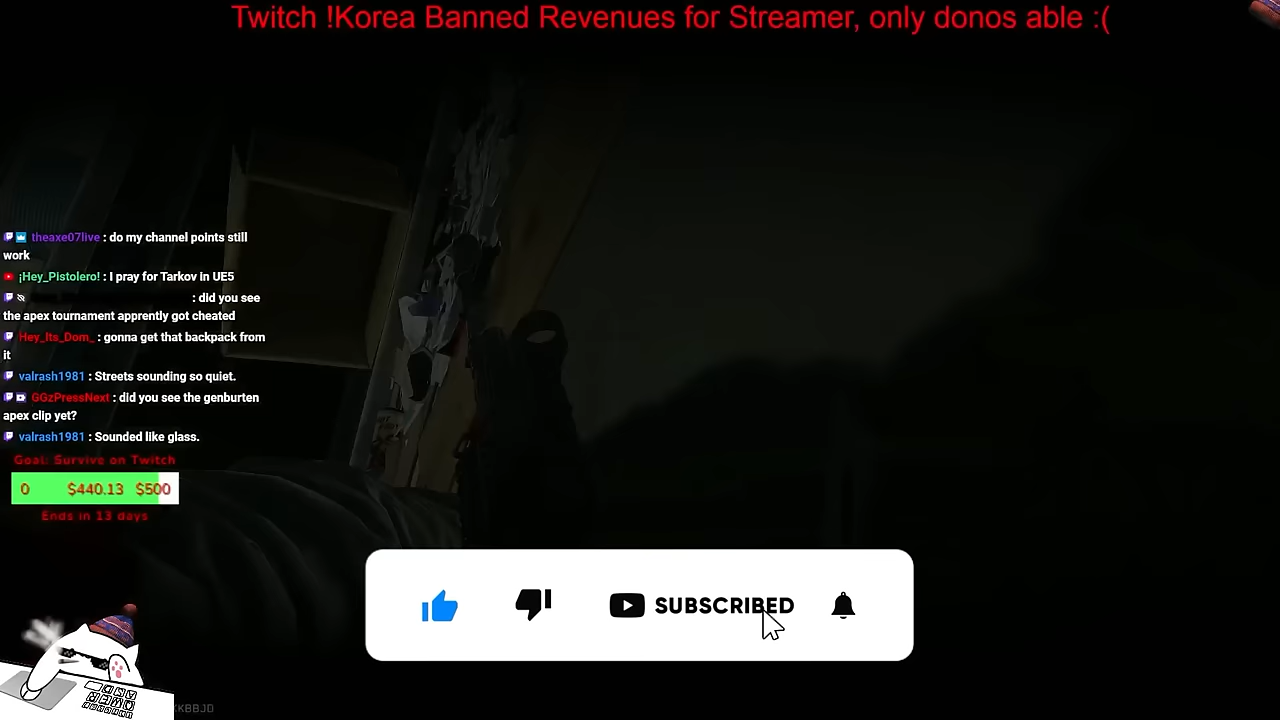 Twitch !Korea Banned Revenues for Streamer, only donos able :(
theaxe07live : do my channel points still
work
¡Hey_Pistolero! : I pray for Tarkov in UE5
: did you see
the apex tournament apprently got cheated
Hey_Its_Dom_ : gonna get that backpack from
it
valrash1981 : Streets sounding so quiet.
GGzPressNext : did you see the genburten
apex clip yet?
valrash1981 : Sounded like glass.
Goal: Survive on Twitch
0 $440.13 $500
Ends in 13 days
SUBSCRIBED